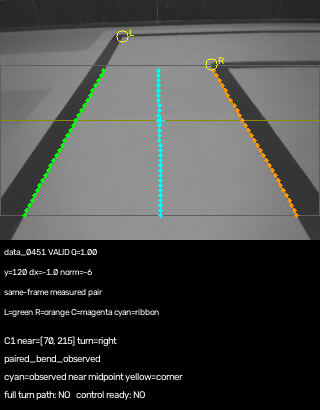 L
R
data_0451 VALID Q=1.00
y=120 dx=-1.0 norm=-6
same-frame measured pair
L=green R=orange C=magenta cyan=ribbon
C1 near=[70, 215] turn=right
paired_bend_observed
cyan=observed near midpoint yellow=corner
full turn path: NO control ready: NO